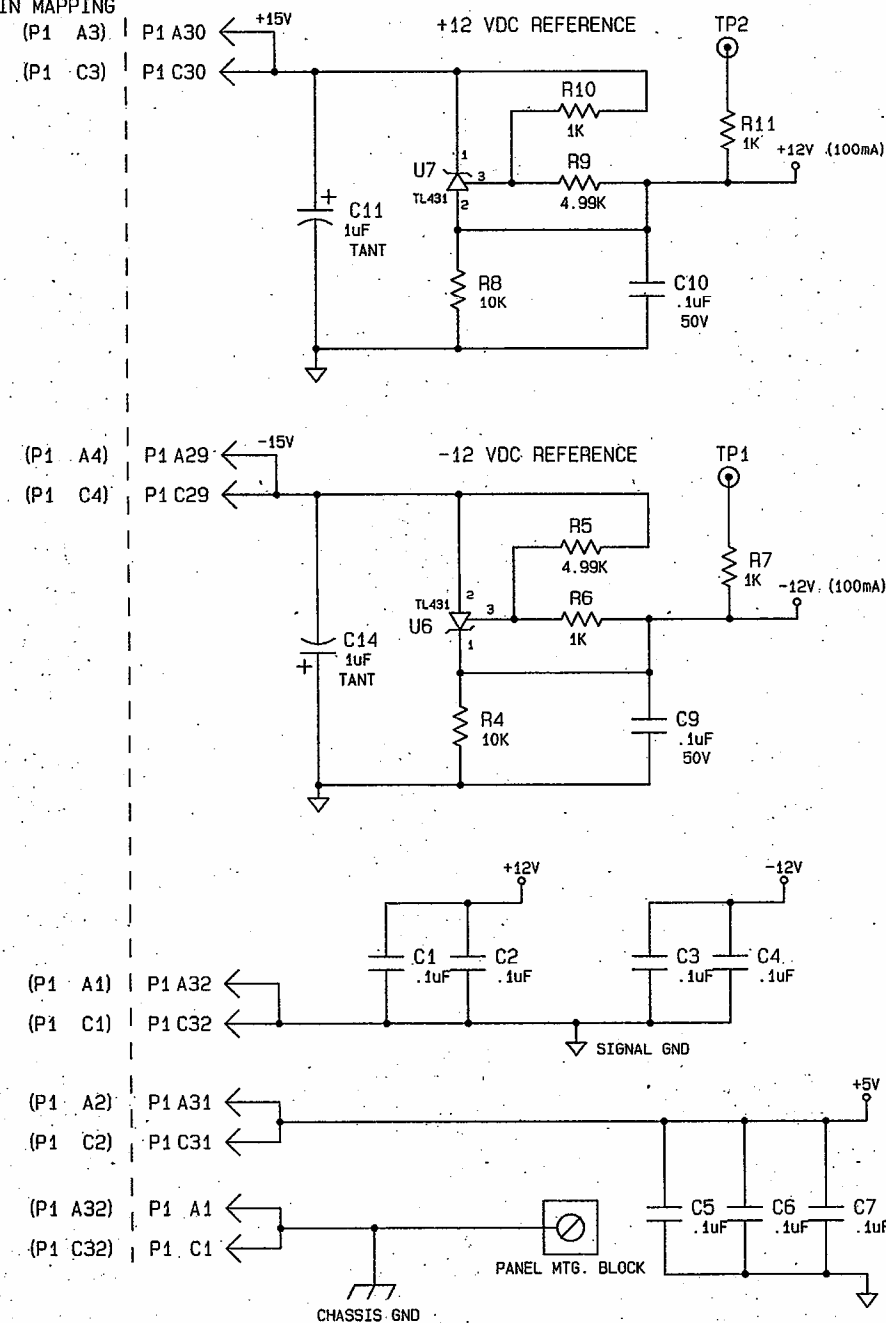 IN MAPPING
(P1 A3) P1 A30 +15V
+12 VDC REFERENCE
TP2
(P1 C3) P1 C30
R10
1K
R11
1K
+12V (100mA)
U7
TL431
1
3
2
R9
4.99K
C11
1uF
TANT
+
R8
10K
C10
.1uF
50V
(P1 A4) P1 A29 -15V
-12 VDC REFERENCE
TP1
(P1 C4) P1 C29
R5
4.99K
R7
1K
-12V (100mA)
TL431
U6
2
3
1
R6
1K
C14
1uF
TANT
+
R4
10K
C9
.1uF
50V
+12V
-12V
C1
.1uF
C2
.1uF
C3
.1uF
C4
.1uF
(P1 A1) P1 A32
(P1 C1) P1 C32
SIGNAL GND
+5V
(P1 A2) P1 A31
(P1 C2) P1 C31
(P1 A32) P1 A1
(P1 C32) P1 C1
C5
.1uF
C6
.1uF
C7
.1uF
PANEL MTG. BLOCK
CHASSIS GND